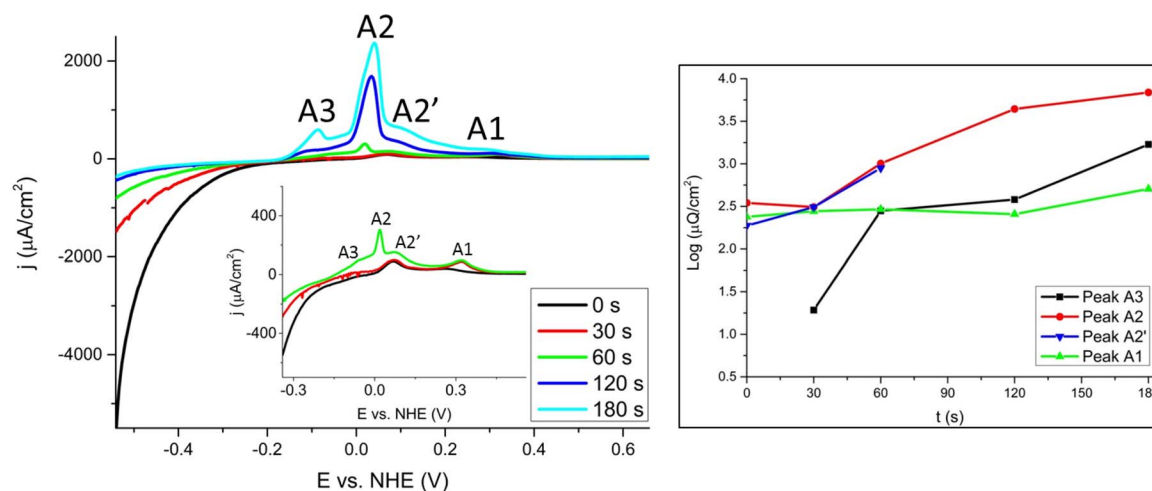 A2
A3
A2'
A1
2000
0
-2000
-4000
j (μA/cm²)
-0.4
-0.2
0.0
0.2
0.4
0.6
E vs. NHE (V)
400
0
-400
j (μA/cm²)
A2
A3
A2'
A1
-0.3
0.0
0.3
E vs. NHE (V)
0 s
30 s
60 s
120 s
180 s
4.0
3.5
3.0
2.5
2.0
1.5
1.0
0.5
Log (μQ/cm²)
0
30
60
90
120
150
t (s)
Peak A3
Peak A2
Peak A2'
Peak A1